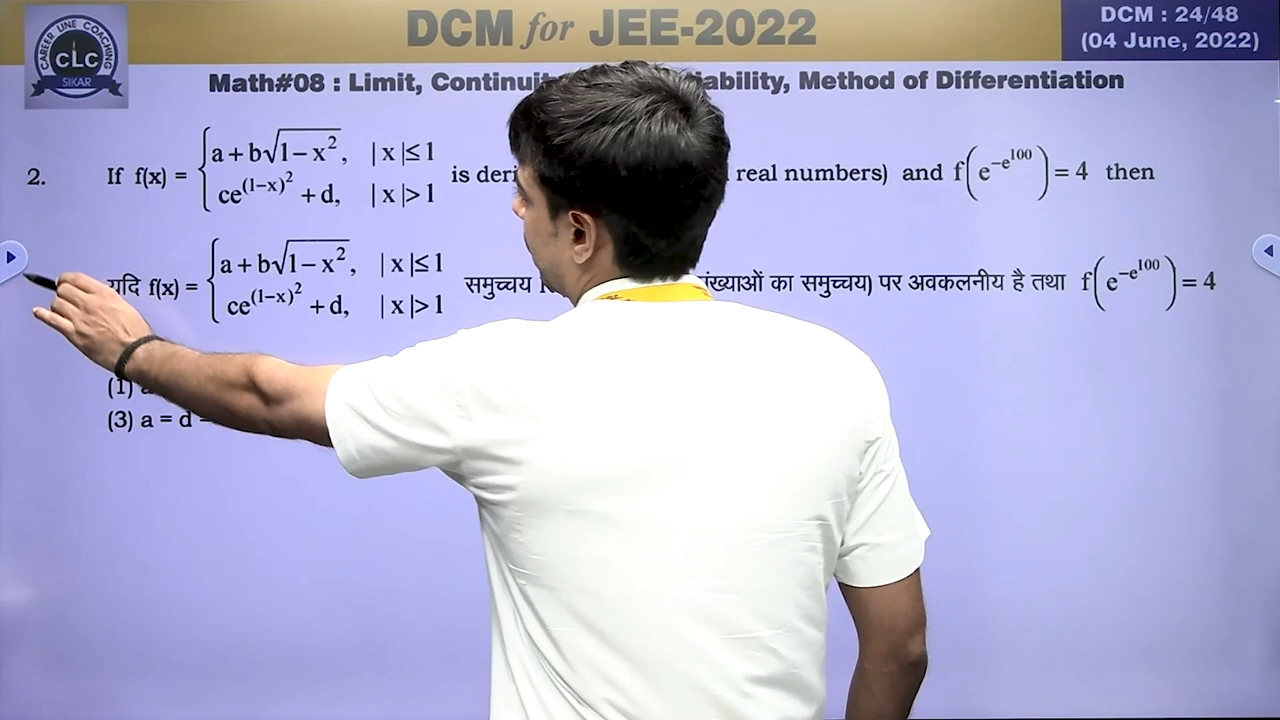 DCM for JEE-2022
DCM : 24/48
(04 June, 2022)
CAREER LINE COACHING
CLC
SIKAR
Math#08 : Limit, Continuit ability, Method of Differentiation
2. If f(x) = { a + b√(1−x²), |x| ≤ 1
ce^((1−x)²) + d, |x| > 1
is deri real numbers) and f(e^(−e^100)) = 4 then
यदि f(x) = { a + b√(1−x²), |x| ≤ 1
ce^((1−x)²) + d, |x| > 1
समुच्चय ंख्याओं का समुच्चय) पर अवकलनीय है तथा f(e^(−e^100)) = 4
(1) a
(3) a = d